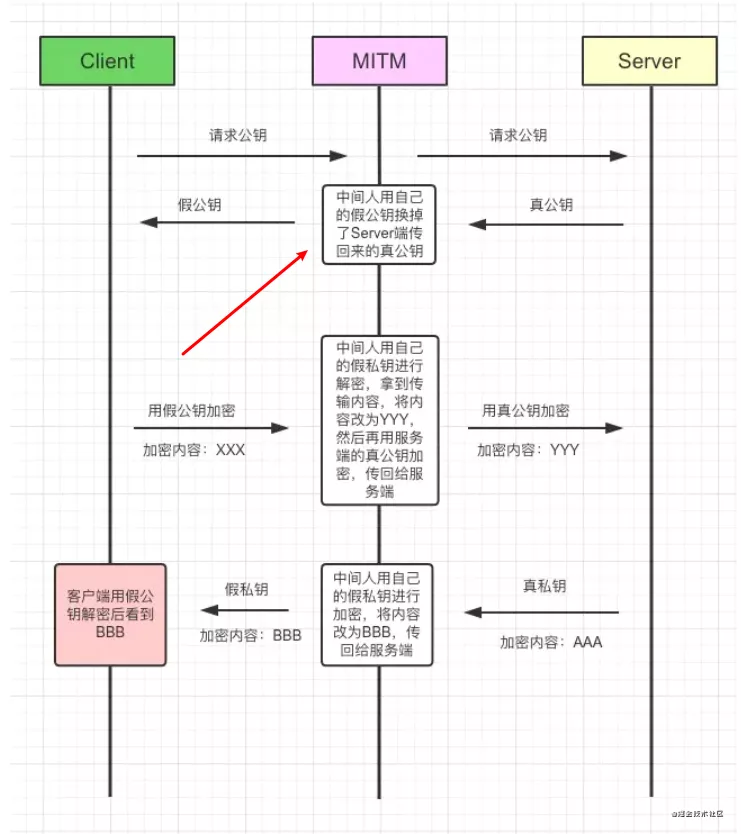 Client
MITM
Server
请求公钥
请求公钥
假公钥
中间人用自己
的假公钥换掉
了Server端传
回来的真公钥
真公钥
用假公钥加密
加密内容：XXX
中间人用自己
的假私钥进行
解密，拿到传
输内容，将内
容改为YYY，
然后再用服务
端的真公钥加
密，传回给服
务端
用真公钥加密
加密内容：YYY
客户端用假公
钥解密后看到
BBB
假私钥
加密内容：BBB
中间人用自己
的假私钥进行
加密，将内容
改为BBB，传
回给服务端
真私钥
加密内容：AAA
@掘金技术社区